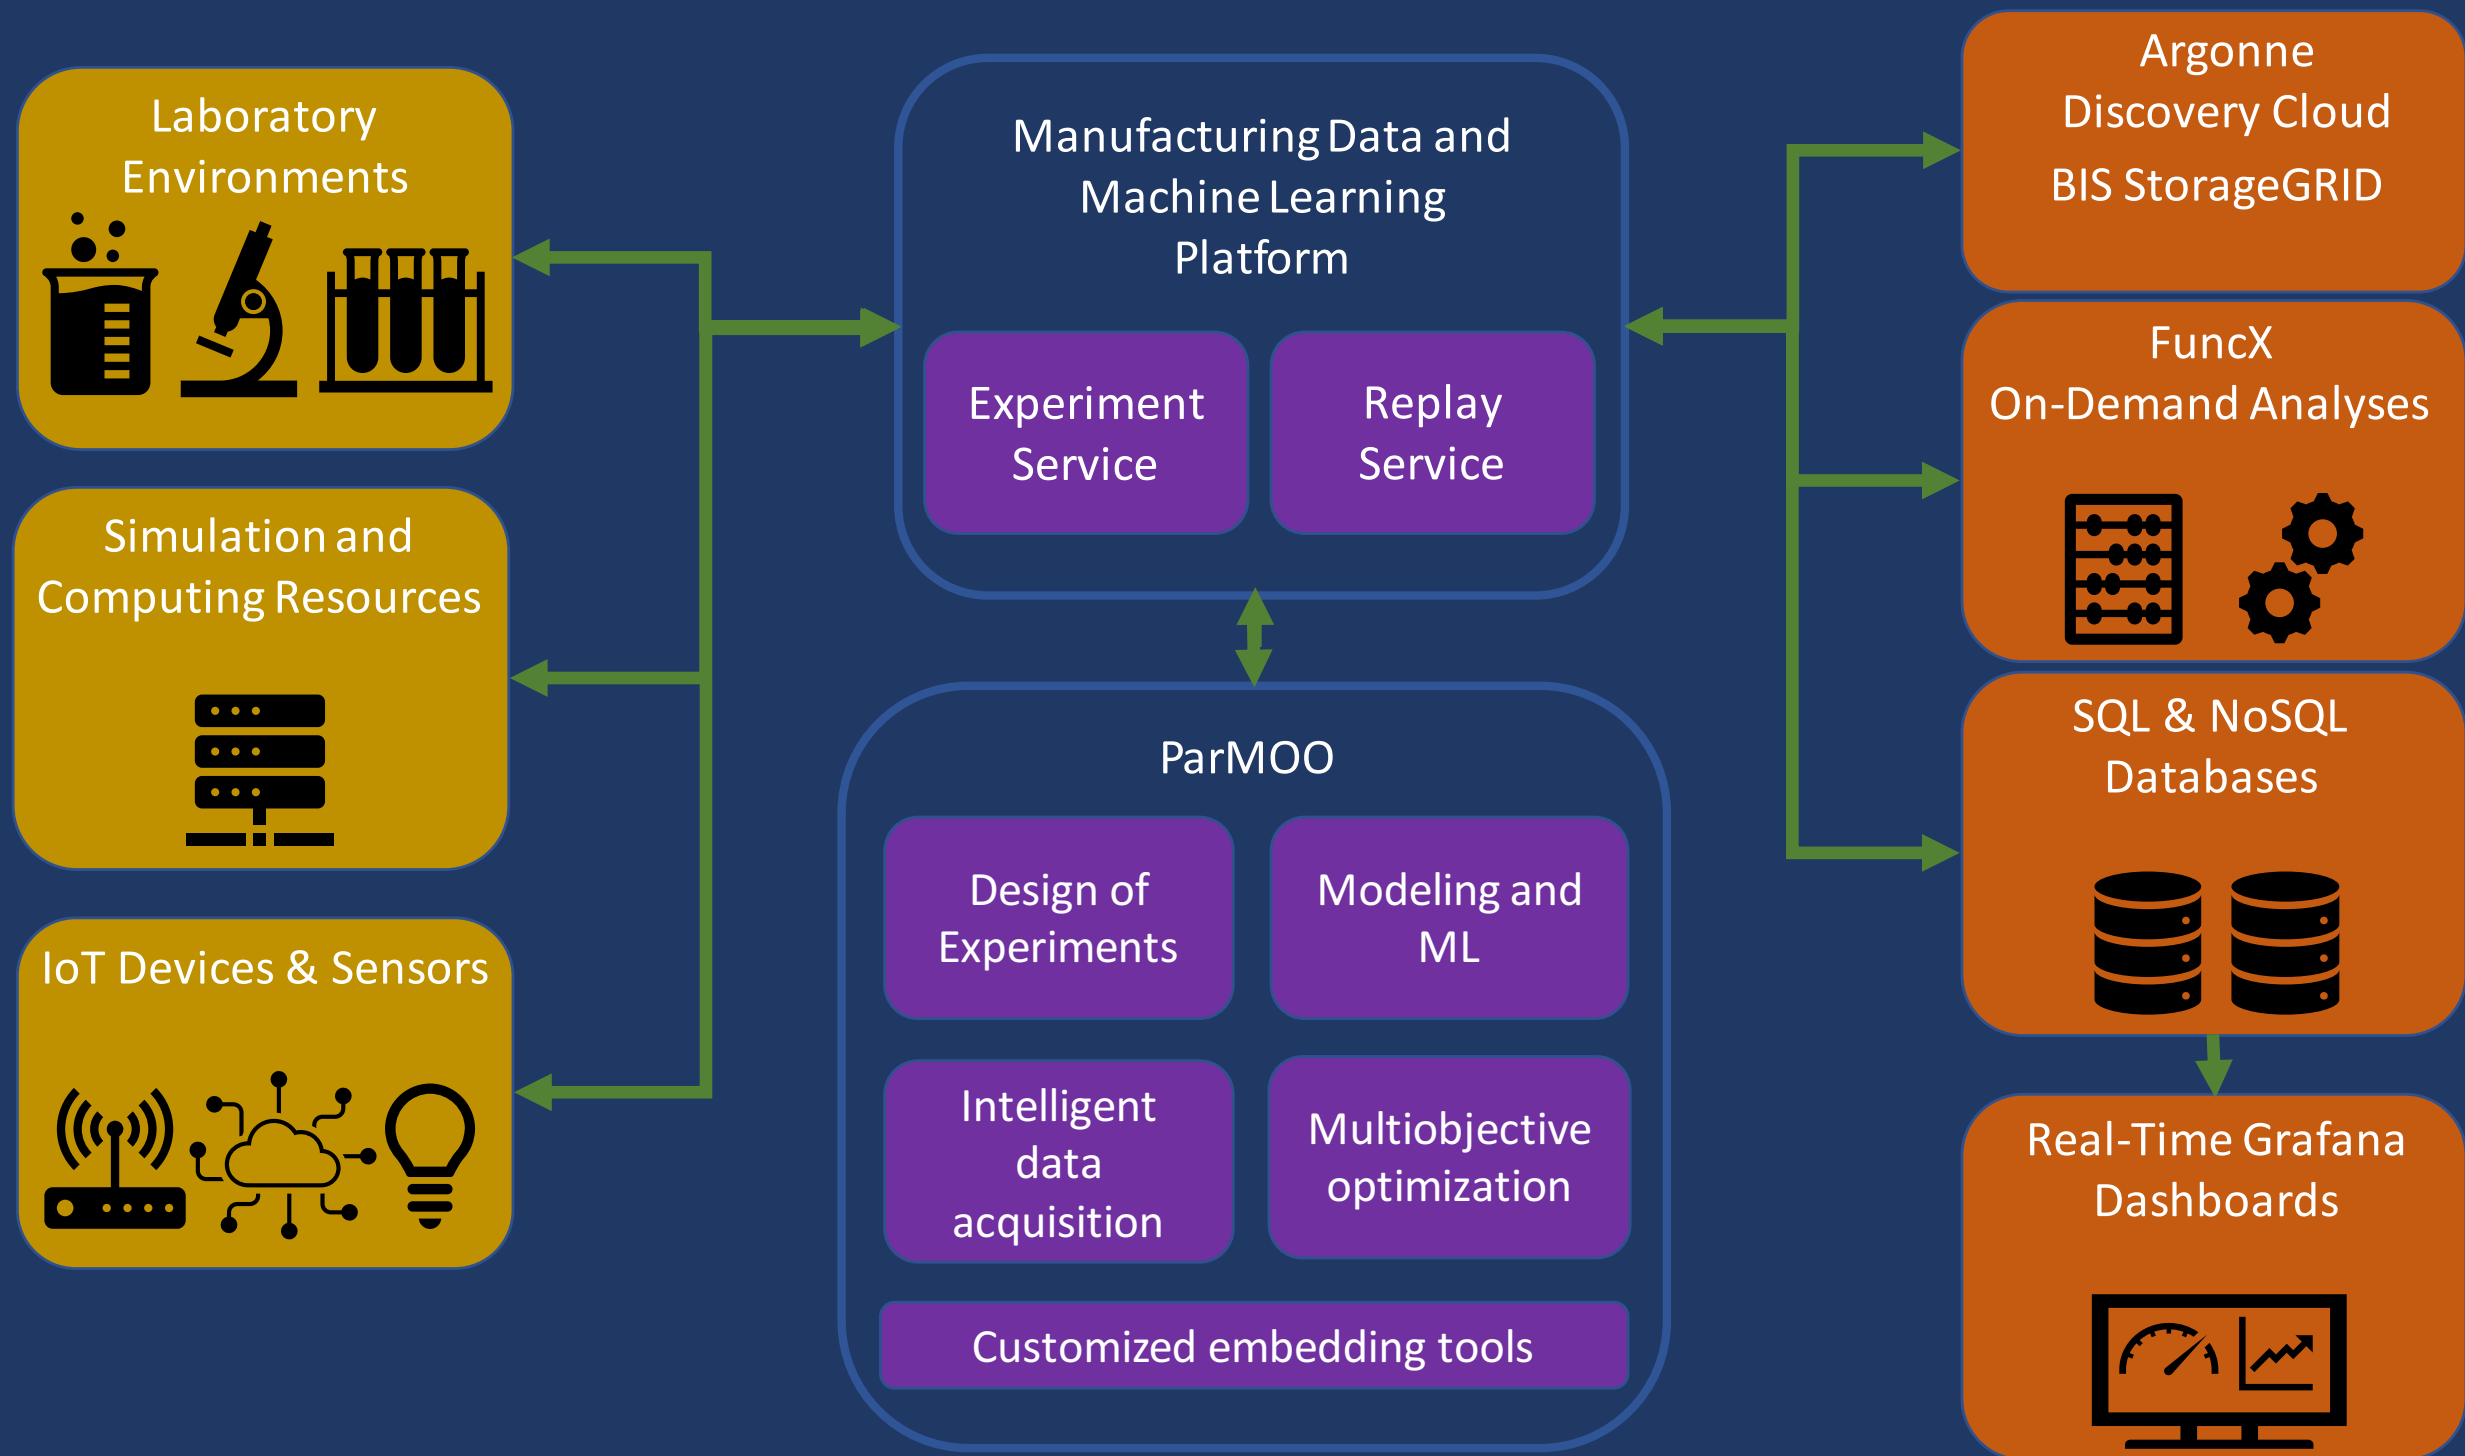 Laboratory
Environments
Simulation and
Computing Resources
IoT Devices & Sensors
Manufacturing Data and
Machine Learning
Platform
Experiment
Service
Replay
Service
ParMOO
Design of
Experiments
Modeling and
ML
Intelligent
data
acquisition
Multiobjective
optimization
Customized embedding tools
Argonne
Discovery Cloud
BIS StorageGRID
FuncX
On-Demand Analyses
SQL & NoSQL
Databases
Real-Time Grafana
Dashboards